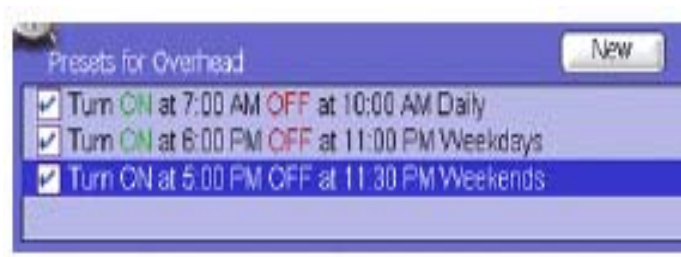 Presets for Overhead
New
Turn ON at 7:00 AM OFF at 10:00 AM Daily
Turn ON at 6:00 PM OFF at 11:00 PM Weekdays
Turn ON at 5:00 PM OFF at 11:30 PM Weekends